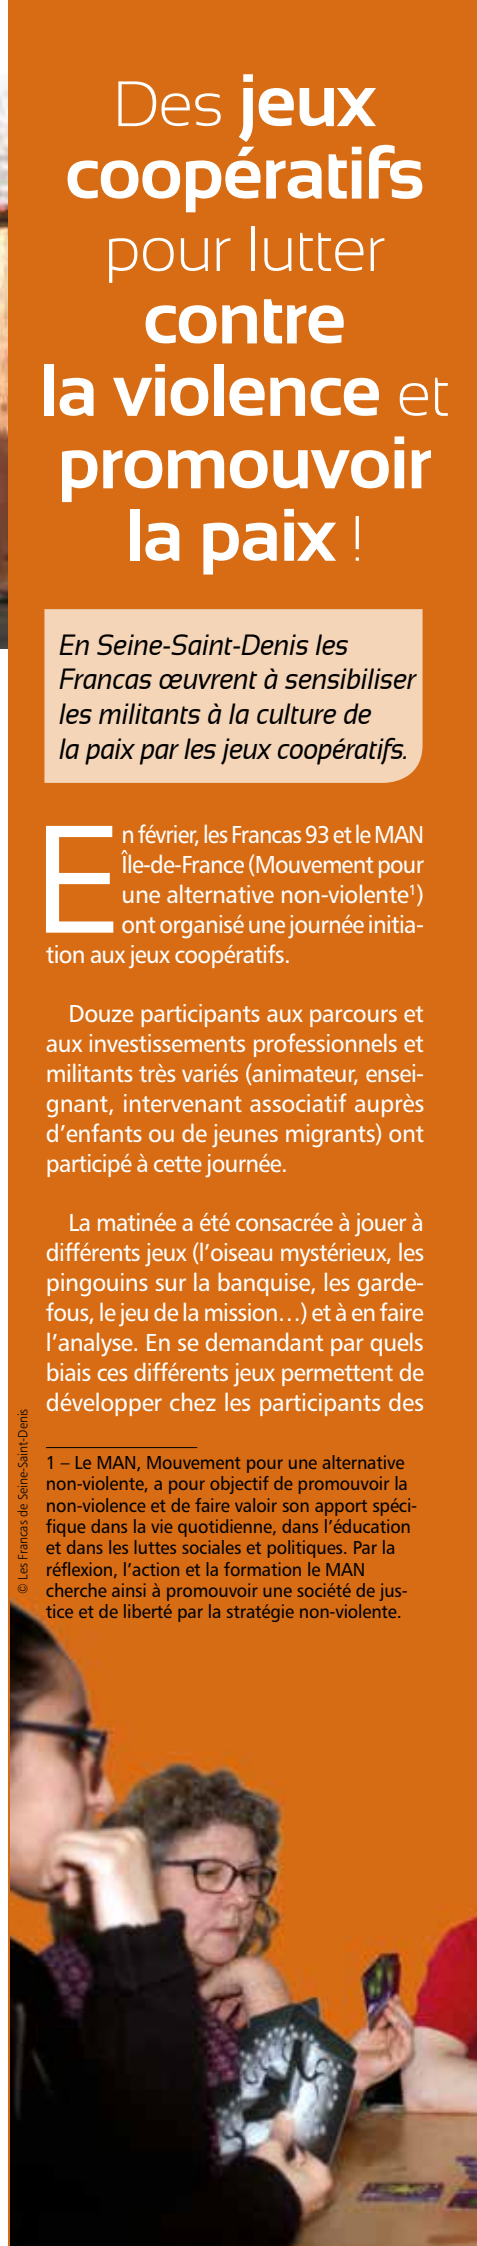 Des jeux
coopératifs
pour lutter
contre
la violence et
promouvoir
la paix !
En Seine-Saint-Denis les
Francas œuvrent à sensibiliser
les militants à la culture de
la paix par les jeux coopératifs.
En février, les Francas 93 et le MAN
Île-de-France (Mouvement pour
une alternative non-violente¹)
ont organisé une journée initia-
tion aux jeux coopératifs.
Douze participants aux parcours et
aux investissements professionnels et
militants très variés (animateur, ensei-
gnant, intervenant associatif auprès
d’enfants ou de jeunes migrants) ont
participé à cette journée.
La matinée a été consacrée à jouer à
différents jeux (l’oiseau mystérieux, les
pingouins sur la banquise, les garde-
fous, le jeu de la mission…) et à en faire
l’analyse. En se demandant par quels
biais ces différents jeux permettent de
développer chez les participants des
1 – Le MAN, Mouvement pour une alternative
non-violente, a pour objectif de promouvoir la
non-violence et de faire valoir son apport spéci-
fique dans la vie quotidienne, dans l’éducation
et dans les luttes sociales et politiques. Par la
réflexion, l’action et la formation le MAN
cherche ainsi à promouvoir une société de jus-
tice et de liberté par la stratégie non-violente.
© Les Francas de Seine-Saint-Denis